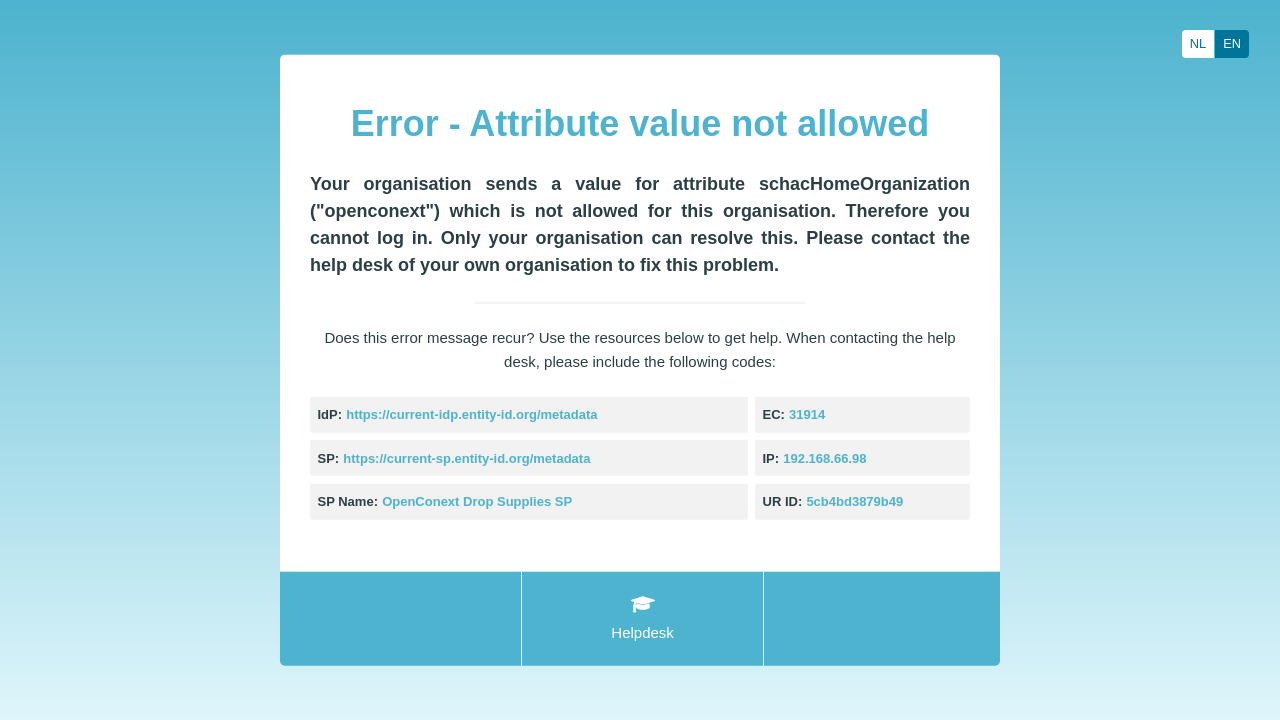 NL EN
Error - Attribute value not allowed
Your organisation sends a value for attribute schacHomeOrganization
("openconext") which is not allowed for this organisation. Therefore you
cannot log in. Only your organisation can resolve this. Please contact the
help desk of your own organisation to fix this problem.
Does this error message recur? Use the resources below to get help. When contacting the help
desk, please include the following codes:
IdP: https://current-idp.entity-id.org/metadata
EC: 31914
SP: https://current-sp.entity-id.org/metadata
IP: 192.168.66.98
SP Name: OpenConext Drop Supplies SP
UR ID: 5cb4bd3879b49
Helpdesk